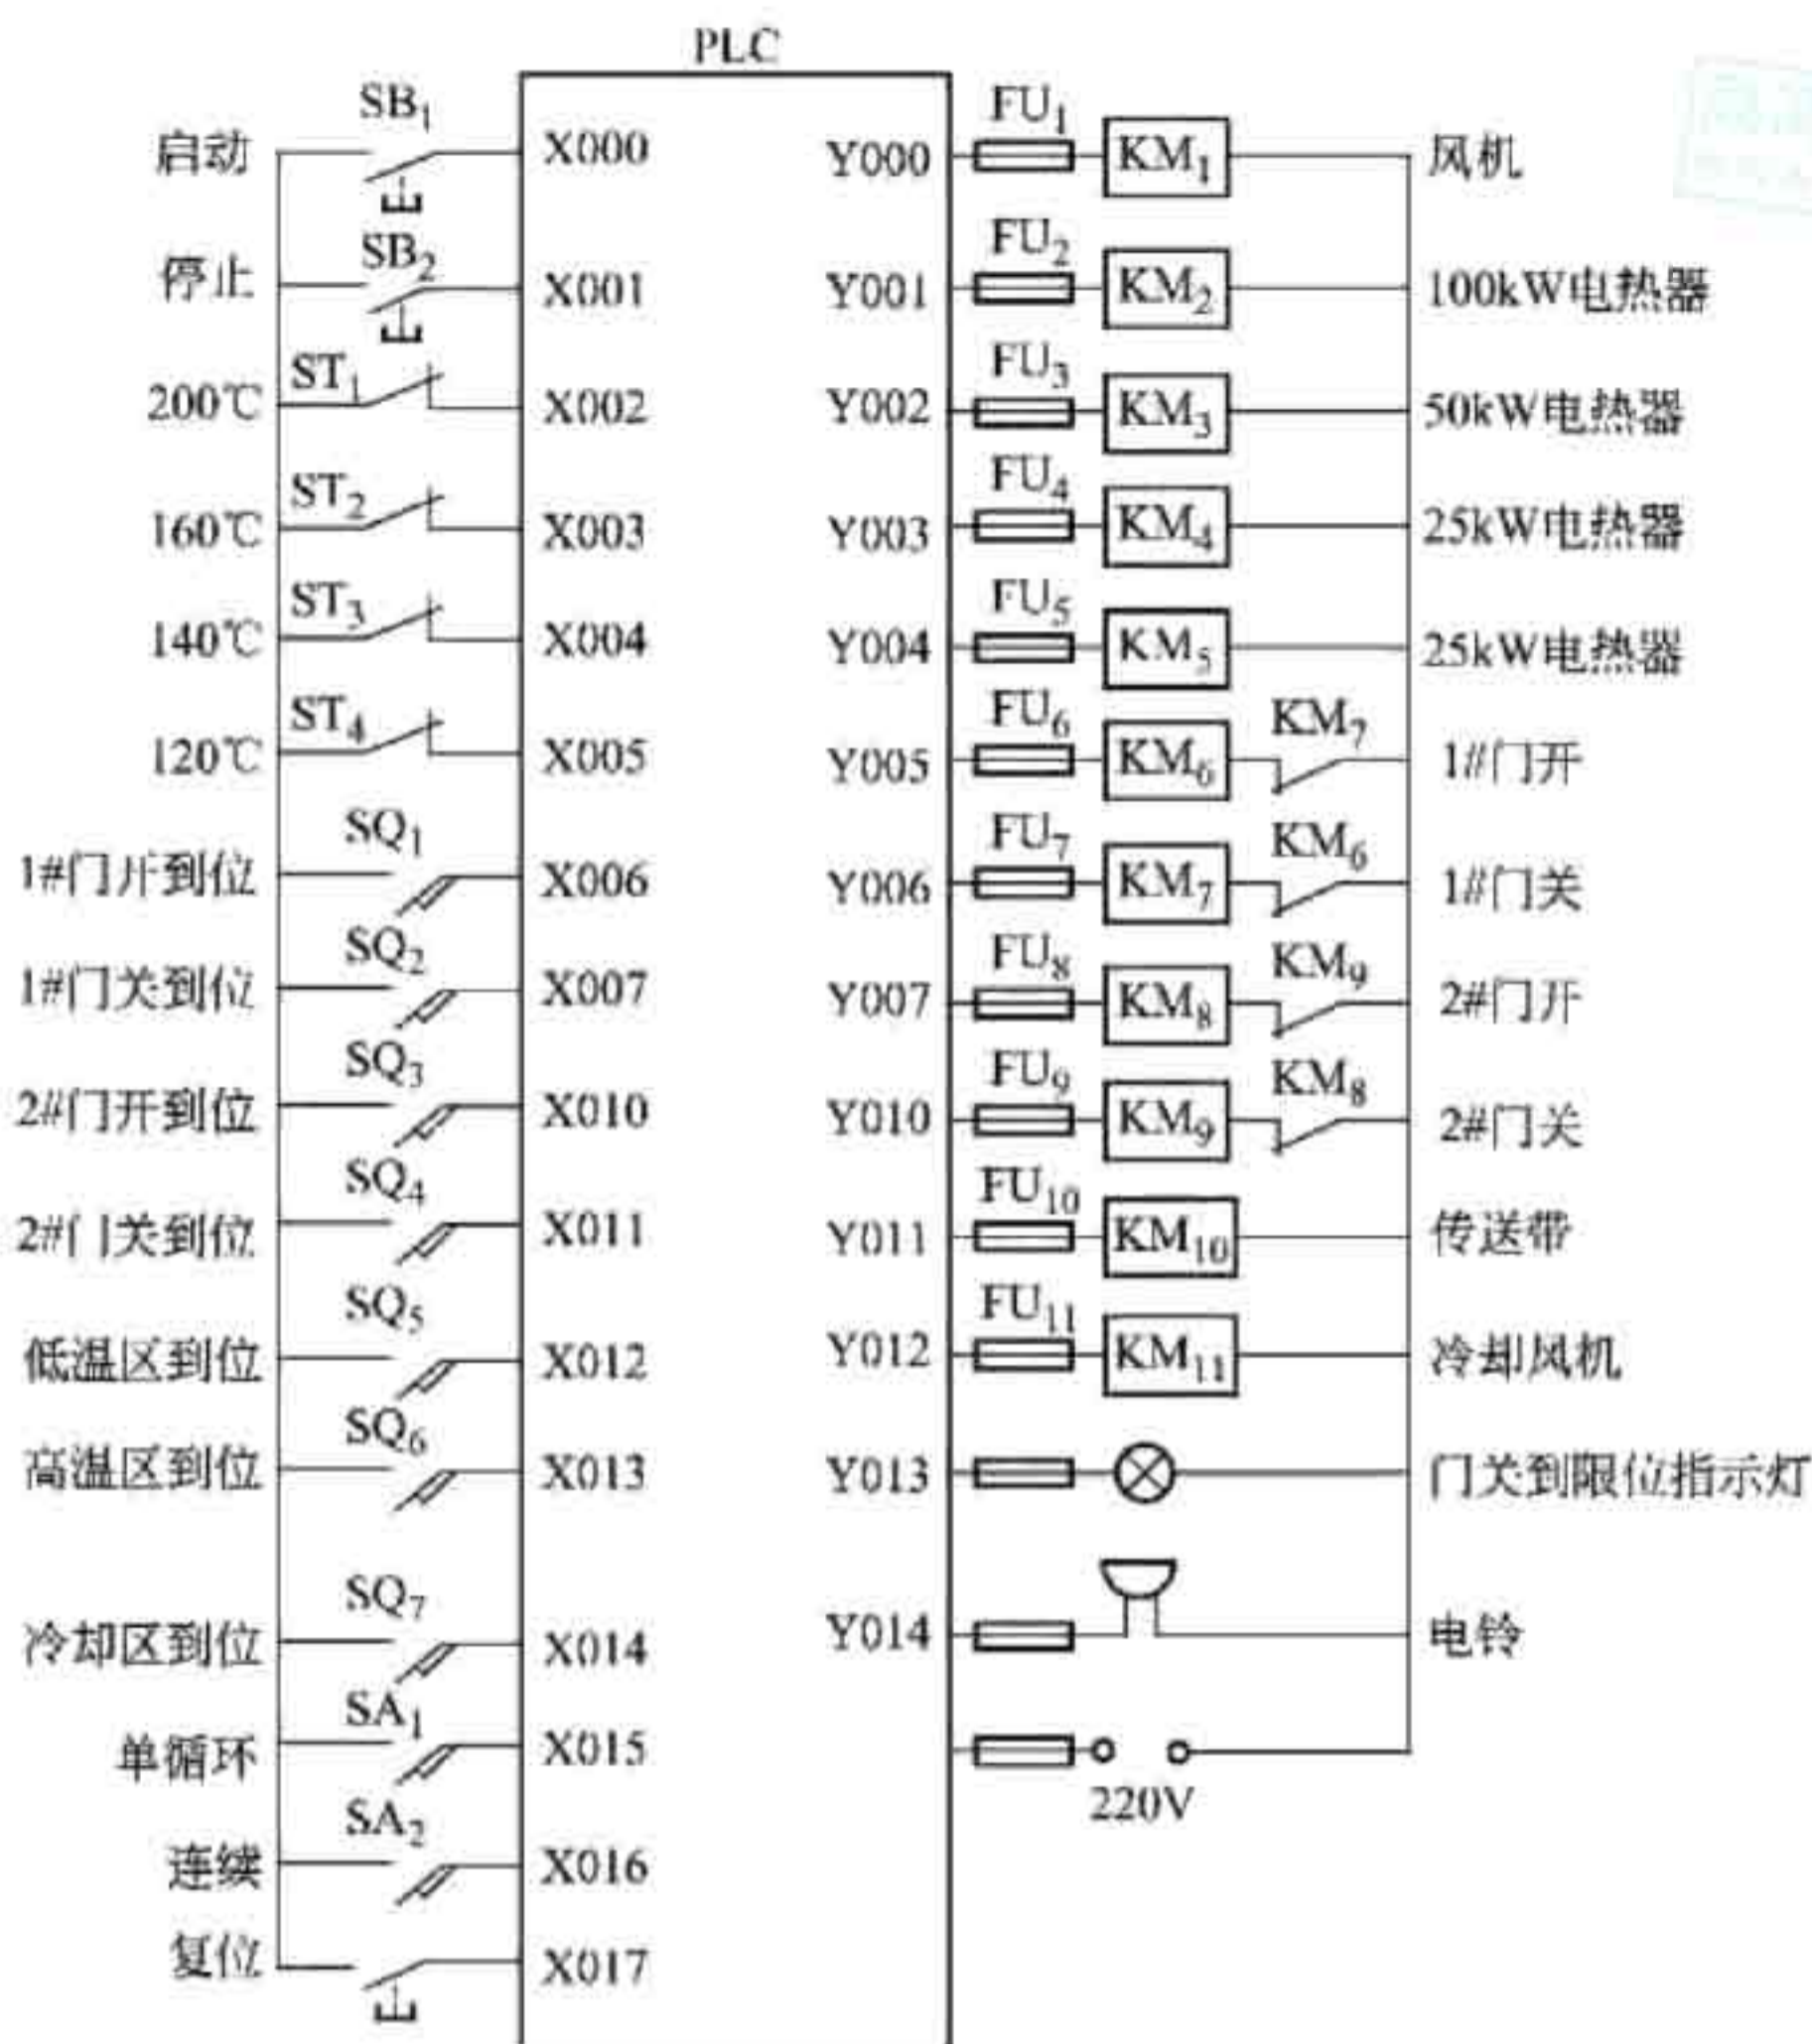 PLC
启动 SB1 X000 Y000 FU1 KM1 风机
停止 SB2 X001 Y001 FU2 KM2 100kW电热器
200℃ ST1 X002 Y002 FU3 KM3 50kW电热器
160℃ ST2 X003 Y003 FU4 KM4 25kW电热器
140℃ ST3 X004 Y004 FU5 KM5 25kW电热器
120℃ ST4 X005 Y005 FU6 KM6 KM7 1#门开
1#门开到位 SQ1 X006 Y006 FU7 KM7 KM6 1#门关
1#门关到位 SQ2 X007 Y007 FU8 KM8 KM9 2#门开
2#门开到位 SQ3 X010 Y010 FU9 KM9 KM8 2#门关
2#门关到位 SQ4 X011 Y011 FU10 KM10 传送带
低温区到位 SQ5 X012 Y012 FU11 KM11 冷却风机
高温区到位 SQ6 X013 Y013 门关到限位指示灯
冷却区到位 SQ7 X014 Y014 电铃
单循环 SA1 X015 220V
连续 SA2 X016
复位 X017